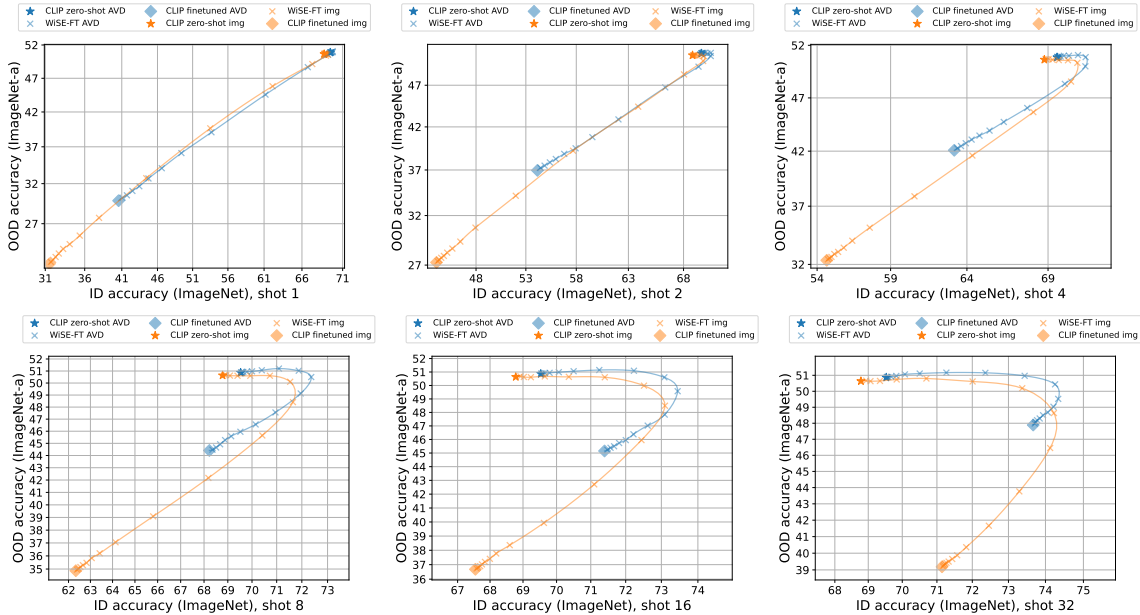 CLIP zero-shot AVD CLIP finetuned AVD WiSE-FT img
WiSE-FT AVD CLIP zero-shot img CLIP finetuned img
52
47
42
37
32
27
OOD accuracy (ImageNet-a)
31 36 41 46 51 56 61 66 71
ID accuracy (ImageNet), shot 1
CLIP zero-shot AVD CLIP finetuned AVD WiSE-FT img
WiSE-FT AVD CLIP zero-shot img CLIP finetuned img
47
42
37
32
27
OOD accuracy (ImageNet-a)
48 54 58 63 68
ID accuracy (ImageNet), shot 2
CLIP zero-shot AVD CLIP finetuned AVD WiSE-FT img
WiSE-FT AVD CLIP zero-shot img CLIP finetuned img
52
47
42
37
32
OOD accuracy (ImageNet-a)
54 59 64 69
ID accuracy (ImageNet), shot 4
CLIP zero-shot AVD CLIP finetuned AVD WiSE-FT img
WiSE-FT AVD CLIP zero-shot img CLIP finetuned img
52
51
50
49
48
47
46
45
44
43
42
41
40
39
38
37
36
35
OOD accuracy (ImageNet-a)
62 63 64 65 66 67 68 69 70 71 72 73
ID accuracy (ImageNet), shot 8
CLIP zero-shot AVD CLIP finetuned AVD WiSE-FT img
WiSE-FT AVD CLIP zero-shot img CLIP finetuned img
52
51
50
49
48
47
46
45
44
43
42
41
40
39
38
37
36
OOD accuracy (ImageNet-a)
67 68 69 70 71 72 73 74
ID accuracy (ImageNet), shot 16
CLIP zero-shot AVD CLIP finetuned AVD WiSE-FT img
WiSE-FT AVD CLIP zero-shot img CLIP finetuned img
51
50
49
48
47
46
45
44
43
42
41
40
39
OOD accuracy (ImageNet-a)
68 69 70 71 72 73 74 75
ID accuracy (ImageNet), shot 32